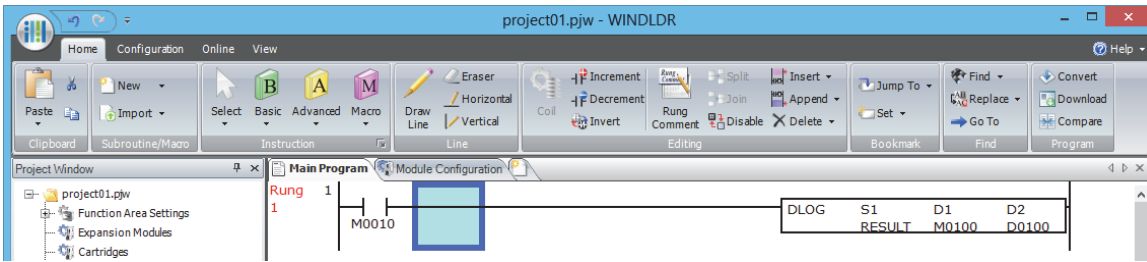 project01.pjw - WINDLDR
Home Configuration Online View Help
Paste
Clipboard
New
Import
Subroutine/Macro
Select Basic Advanced Macro
B A M
Instruction
Draw Line
Eraser
Horizontal
Vertical
Line
Coil
Increment
Decrement
Invert
Rung Comment
Split
Join
Disable
Insert
Append
Delete
Editing
Jump To
Set
Bookmark
Find
Replace
Go To
Find
Convert
Download
Compare
Program
Project Window
Main Program Module Configuration
project01.pjw
Function Area Settings
Expansion Modules
Cartridges
Rung 1
1
M0010
DLOG S1 D1 D2
RESULT M0100 D0100